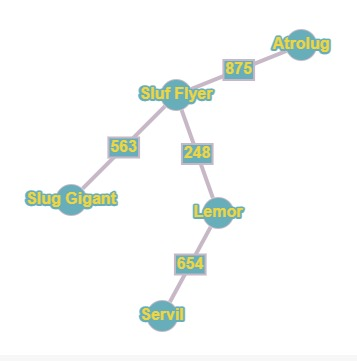 Atrolug
875
Sluf Flyer
563
248
Slug Gigant
Lemor
654
Servil